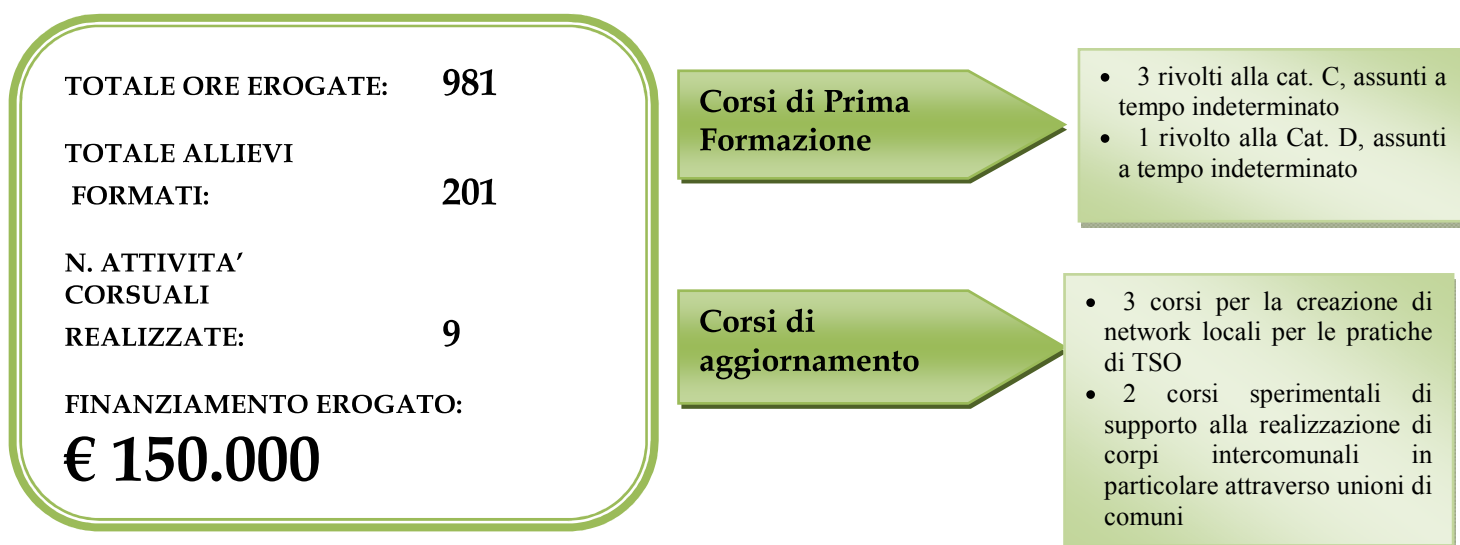 TOTALE ORE EROGATE: 981
TOTALE ALLIEVI
FORMATI: 201
N. ATTIVITA’
CORSUALI
REALIZZATE: 9
FINANZIAMENTO EROGATO:
€ 150.000
Corsi di Prima
Formazione
• 3 rivolti alla cat. C, assunti a
tempo indeterminato
• 1 rivolto alla Cat. D, assunti
a tempo indeterminato
Corsi di
aggiornamento
• 3 corsi per la creazione di
network locali per le pratiche
di TSO
• 2 corsi sperimentali di
supporto alla realizzazione di
corpi intercomunali in
particolare attraverso unioni di
comuni